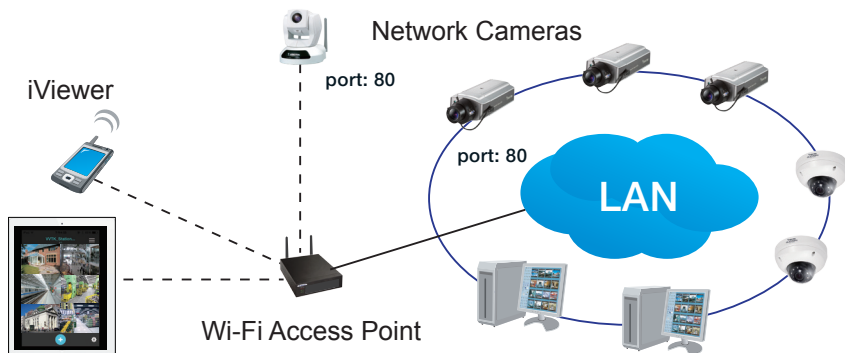 Network Cameras
port: 80
iViewer
port: 80
LAN
Wi-Fi Access Point